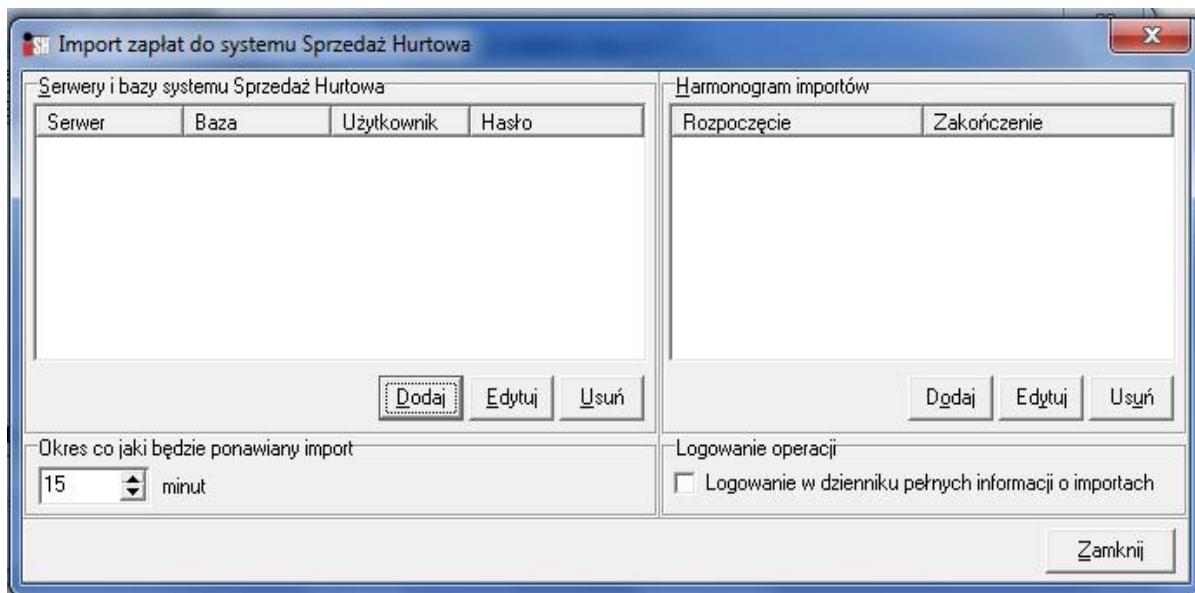 Import zapłat do systemu Sprzedaż Hurtowa
Serwery i bazy systemu Sprzedaż Hurtowa
Serwer Baza Użytkownik Hasło
Dodaj Edytuj Usuń
Harmonogram importów
Rozpoczęcie Zakończenie
Dodaj Edytuj Usuń
Okres co jaki będzie ponawiany import
15 minut
Logowanie operacji
Logowanie w dzienniku pełnych informacji o importach
Zamknij